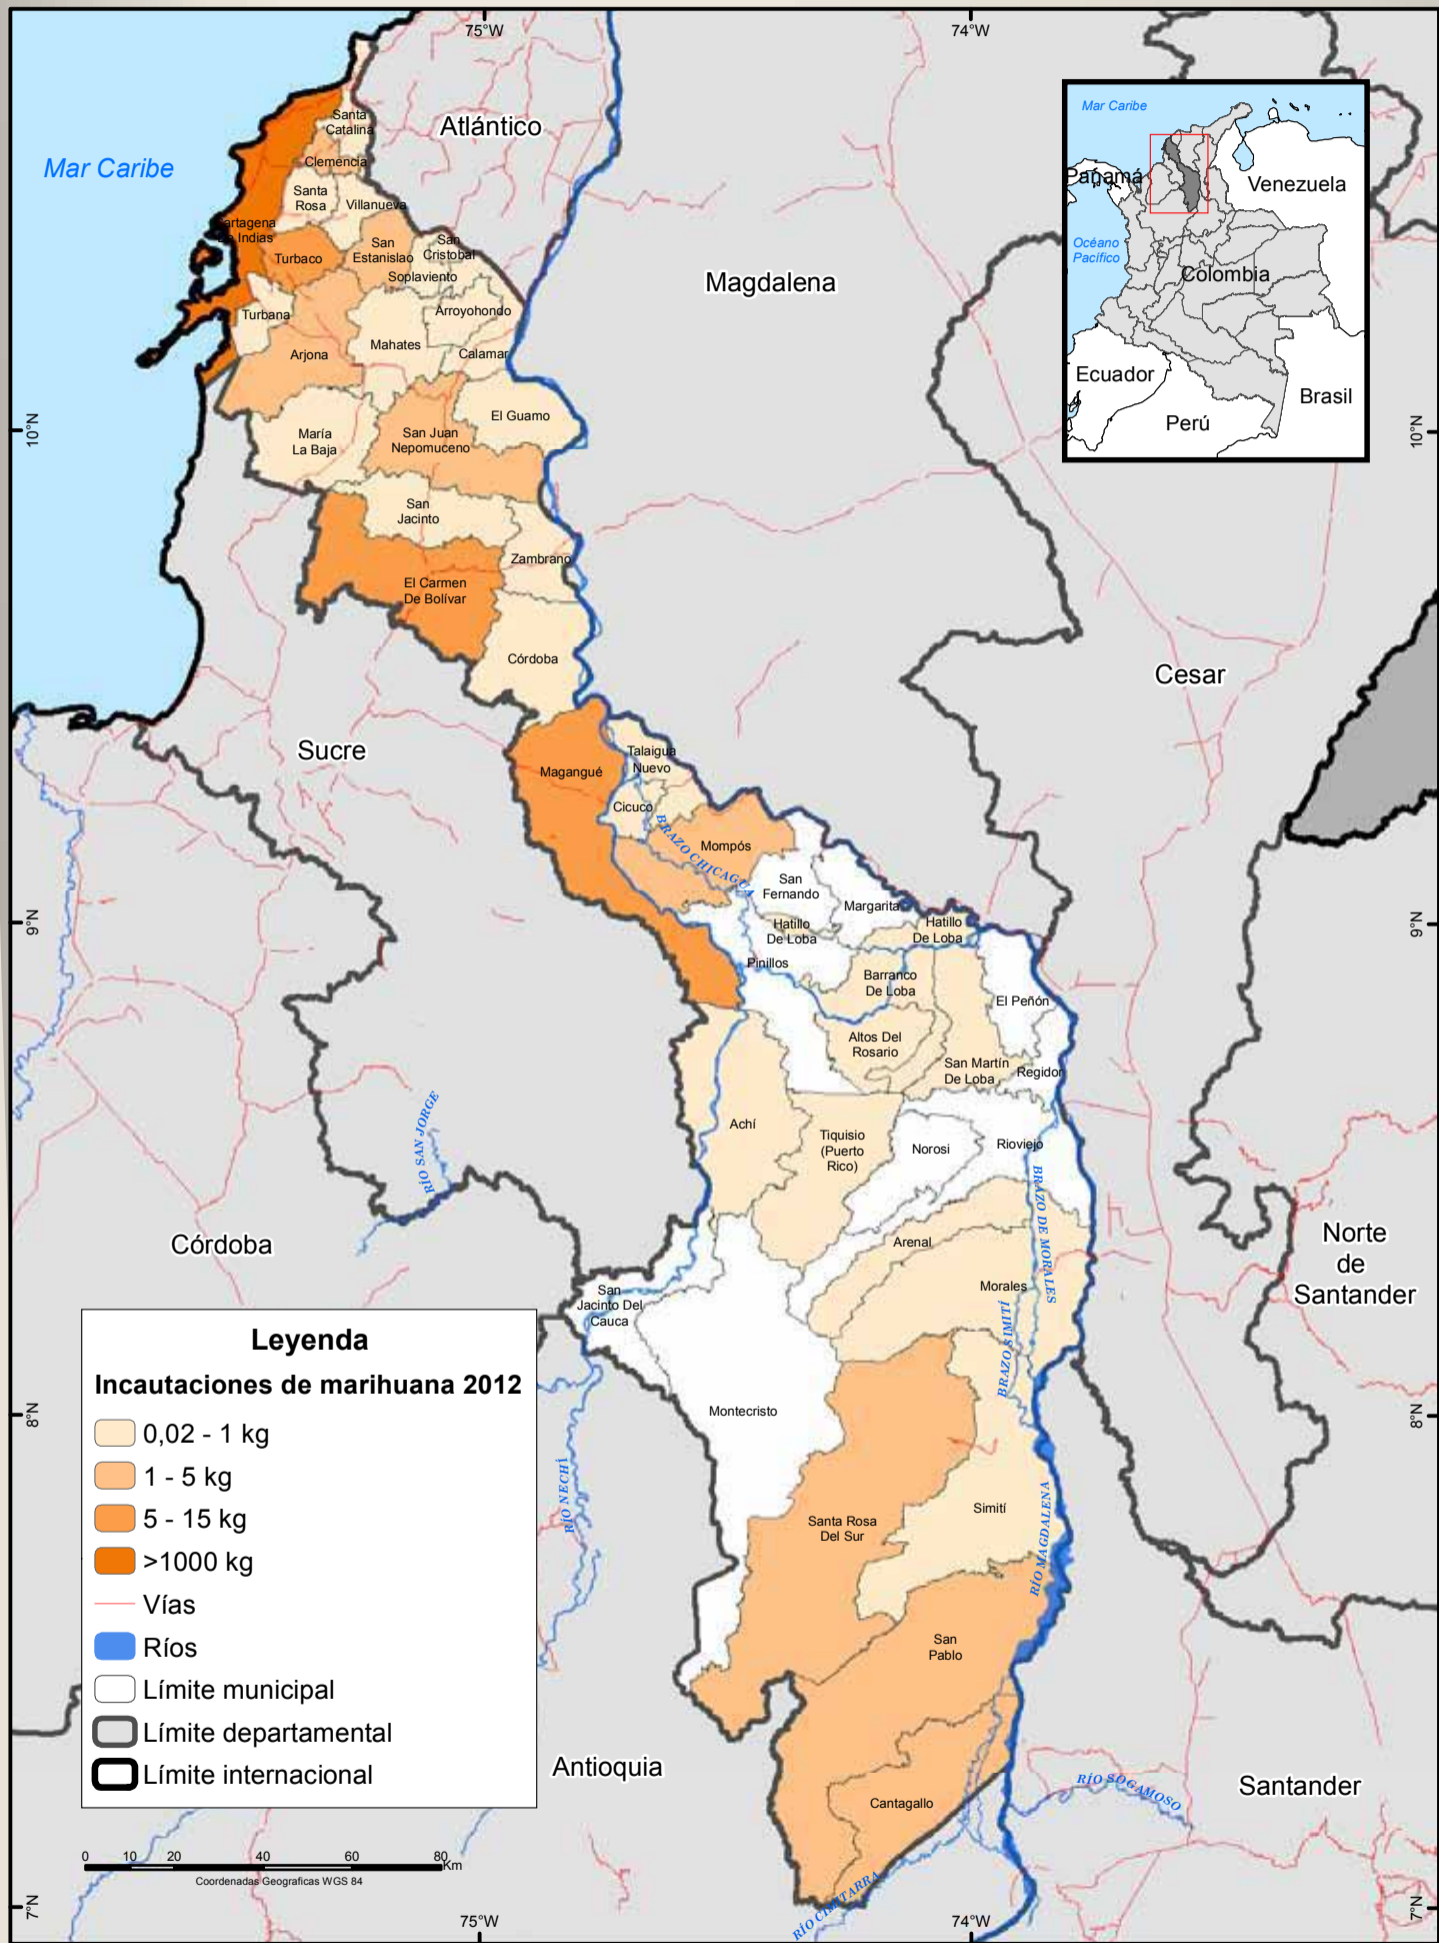 75°W
74°W
Mar Caribe
Atlántico
Magdalena
Cesar
Sucre
Córdoba
Norte
de
Santander
Antioquia
Santander
Mar Caribe
Panamá
Venezuela
Océano
Pacífico
Colombia
Ecuador
Perú
Brasil
Santa
Catalina
Clemencia
Santa
Rosa
Villanueva
Cartagena
De Indias
Turbaco
San
Estanislao
San
Cristobal
Soplaviento
Turbana
Arroyohondo
Arjona
Mahates
Calamar
El Guamo
María
La Baja
San Juan
Nepomuceno
San
Jacinto
Zambrano
El Carmen
De Bolívar
Córdoba
Talaigua
Nuevo
Magangué
Cicuco
BRAZO CHICAGUA
Mompós
San
Fernando
Margarita
Hatillo
De Loba
Hatillo
De Loba
Pinillos
Barranco
De Loba
El Peñón
Altos Del
Rosario
San Martín
De Loba
Regidor
Achí
Tiquisio
(Puerto
Rico)
Norosi
Rioviejo
BRAZO DE MORALES
Arenal
Morales
BRAZO SIMITÍ
San
Jacinto Del
Cauca
Montecristo
Simití
Santa Rosa
Del Sur
RÍO MAGDALENA
San
Pablo
Cantagallo
RÍO SAN JORGE
RÍO NECHÍ
RÍO SOGAMOSO
RÍO CIMITARRA
10°N
9°N
8°N
7°N
10°N
9°N
8°N
7°N
Leyenda
Incautaciones de marihuana 2012
0,02 - 1 kg
1 - 5 kg
5 - 15 kg
>1000 kg
Vías
Ríos
Límite municipal
Límite departamental
Límite internacional
0 10 20 40 60 80 Km
Coordenadas Geograficas WGS 84
75°W
74°W